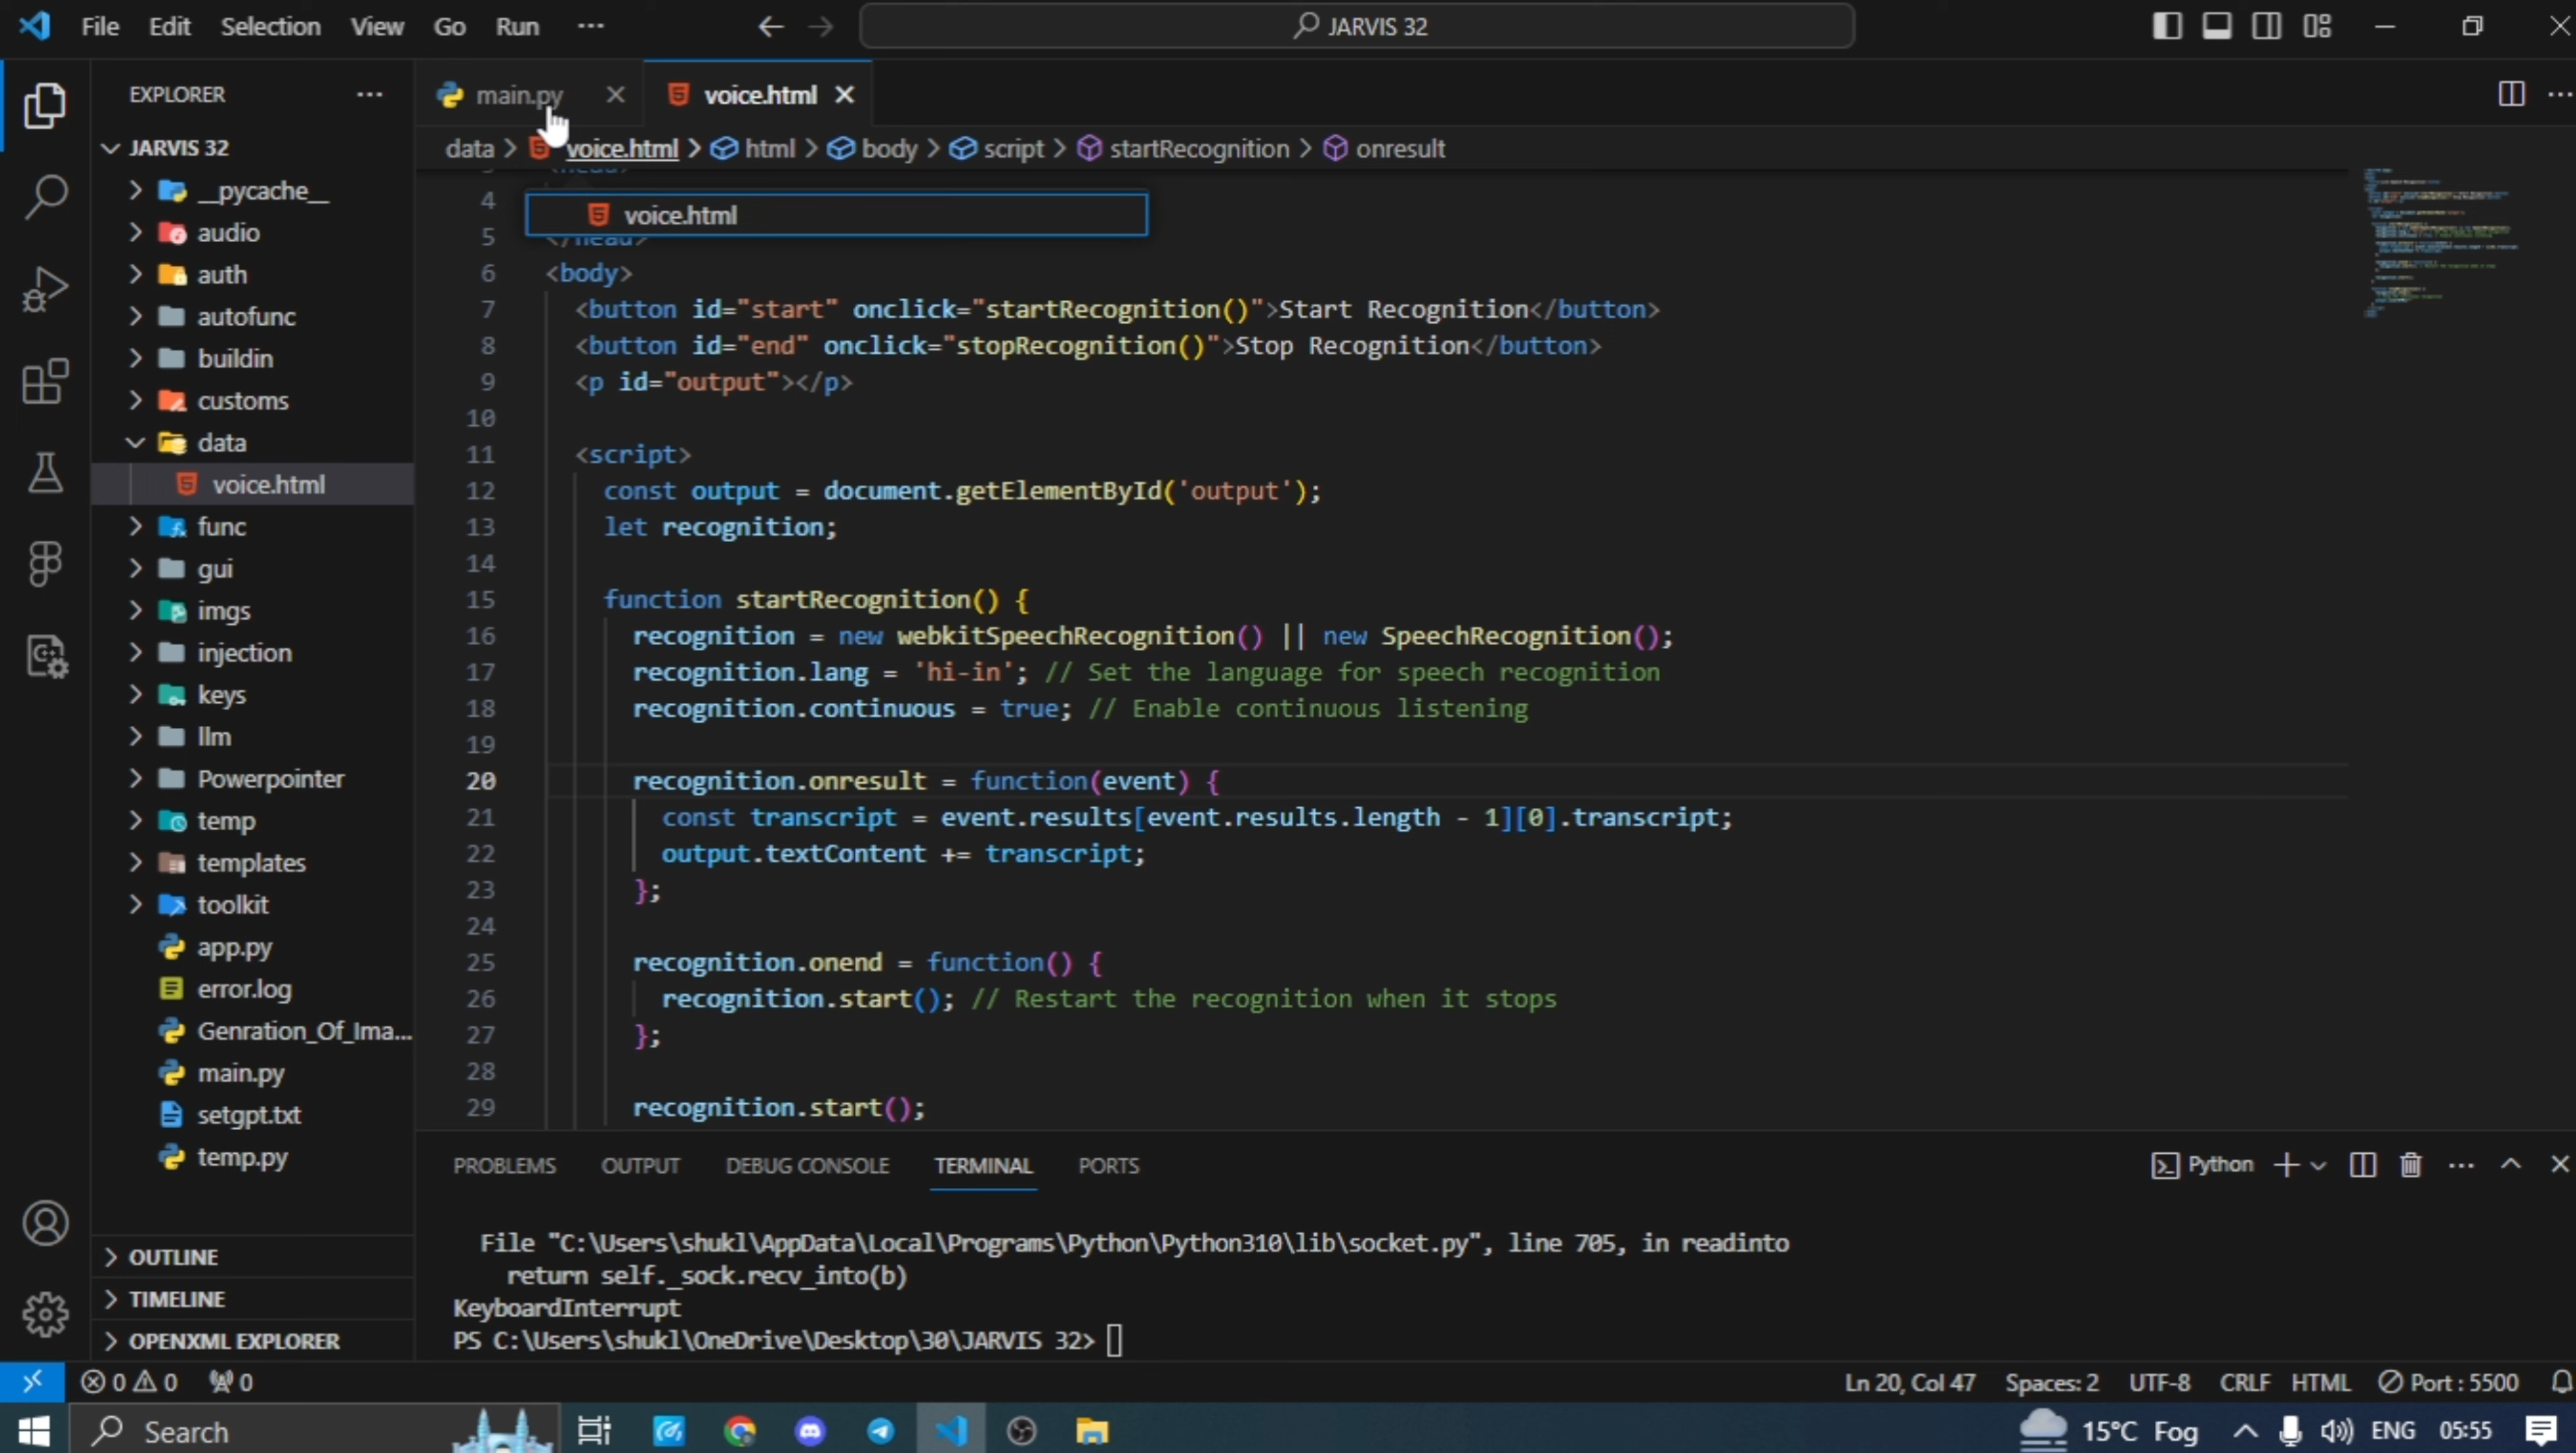 File Edit Selection View Go Run ··· JARVIS 32
EXPLORER ···
JARVIS 32
__pycache__
audio
auth
autofunc
buildin
customs
data
voice.html
func
gui
imgs
injection
keys
llm
Powerpointer
temp
templates
toolkit
app.py
error.log
Genration_Of_Ima...
main.py
setgpt.txt
temp.py
OUTLINE
TIMELINE
OPENXML EXPLORER
main.py voice.html
data > voice.html > html > body > script > startRecognition > onresult
voice.html
4
5 </head>
6 <body>
7 <button id="start" onclick="startRecognition()">Start Recognition</button>
8 <button id="end" onclick="stopRecognition()">Stop Recognition</button>
9 <p id="output"></p>
10
11 <script>
12 const output = document.getElementById('output');
13 let recognition;
14
15 function startRecognition() {
16 recognition = new webkitSpeechRecognition() || new SpeechRecognition();
17 recognition.lang = 'hi-in'; // Set the language for speech recognition
18 recognition.continuous = true; // Enable continuous listening
19
20 recognition.onresult = function(event) {
21 const transcript = event.results[event.results.length - 1][0].transcript;
22 output.textContent += transcript;
23 };
24
25 recognition.onend = function() {
26 recognition.start(); // Restart the recognition when it stops
27 };
28
29 recognition.start();
PROBLEMS OUTPUT DEBUG CONSOLE TERMINAL PORTS Python
File "C:\Users\shukl\AppData\Local\Programs\Python\Python310\lib\socket.py", line 705, in readinto
return self._sock.recv_into(b)
KeyboardInterrupt
PS C:\Users\shukl\OneDrive\Desktop\30\JARVIS 32>
0 0 0 Ln 20, Col 47 Spaces: 2 UTF-8 CRLF HTML Port : 5500
Search 15°C Fog ENG 05:55